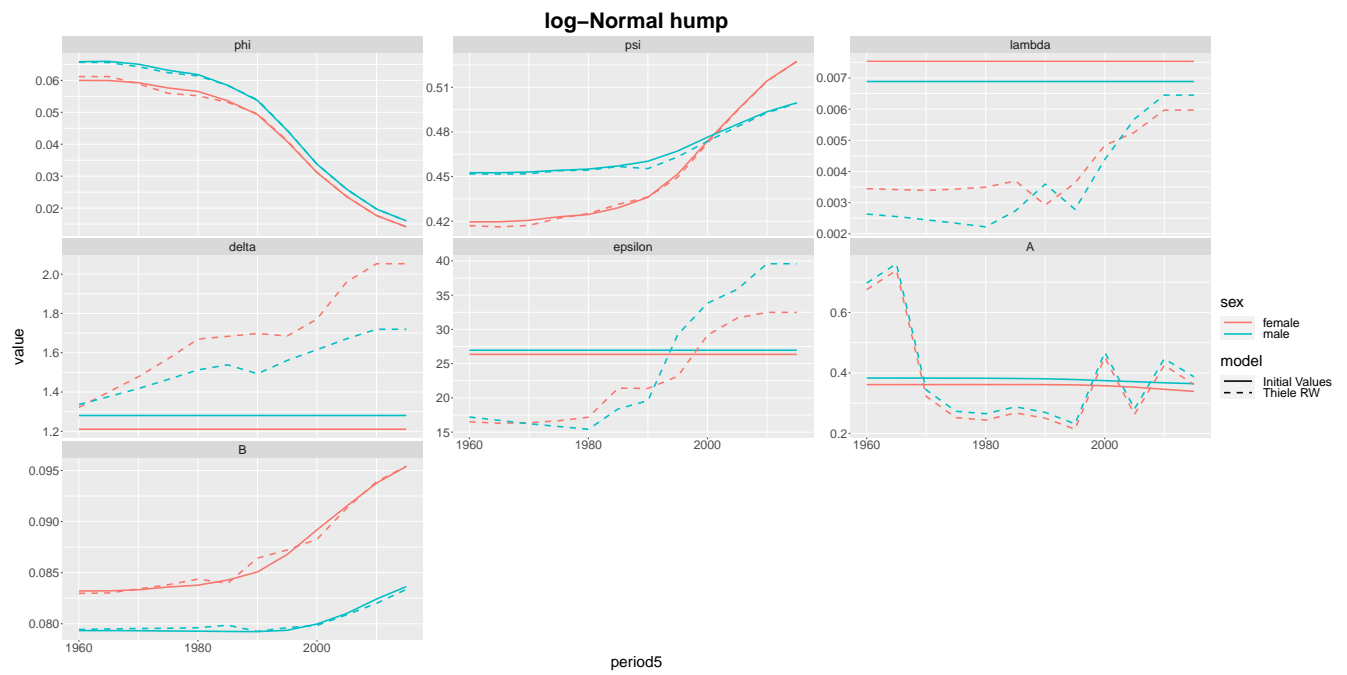 log−Normal hump
phi
psi
lambda
0.06
0.05
0.04
0.03
0.02
0.51
0.48
0.45
0.42
0.007
0.006
0.005
0.004
0.003
0.002
delta
epsilon
A
2.0
1.8
1.6
1.4
1.2
40
35
30
25
20
15
0.6
0.4
0.2
1960
1980
2000
1960
1980
2000
B
0.095
0.090
0.085
0.080
1960
1980
2000
value
period5
sex
female
male
model
Initial Values
Thiele RW